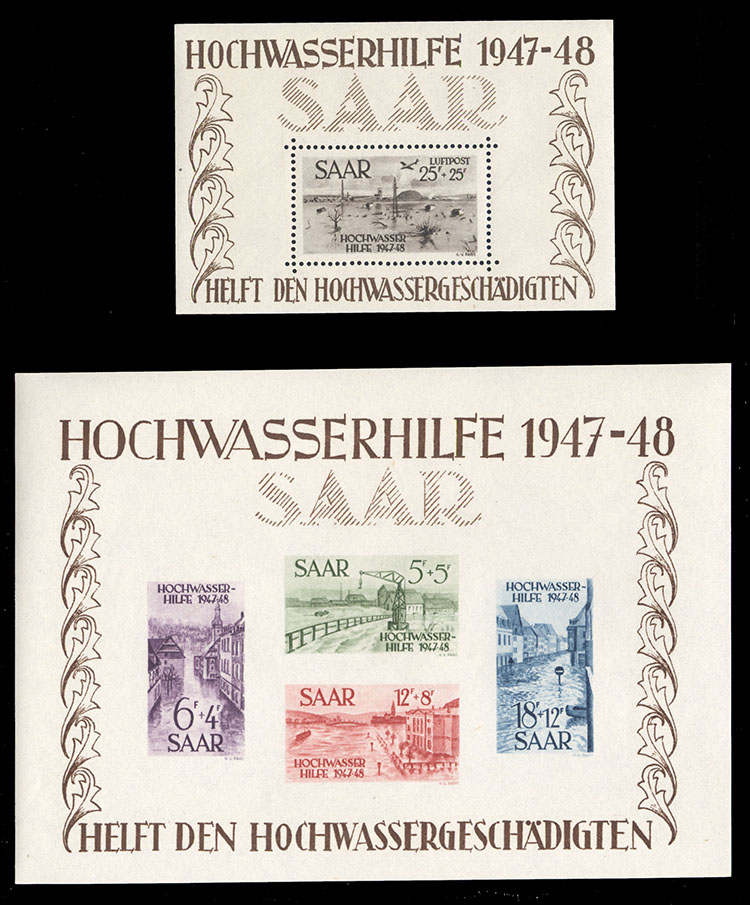 HOCHWASSERHILFE 1947-48
SAAR
SAAR
LUFTPOST
25F+25F
HOCHWASSER
HILFE 1947-48
HELFT DEN HOCHWASSERGESCHÄDIGTEN
HOCHWASSERHILFE 1947-48
SAAR
HOCHWASSER-
HILFE 1947-48
6F+4F
SAAR
SAAR 5F+5F
HOCHWASSER-
HILFE 1947-48
SAAR 12F+8F
HOCHWASSER-
HILFE 1947-48
HOCHWASSER-
HILFE 1947-48
18F+12F
SAAR
HELFT DEN HOCHWASSERGESCHÄDIGTEN